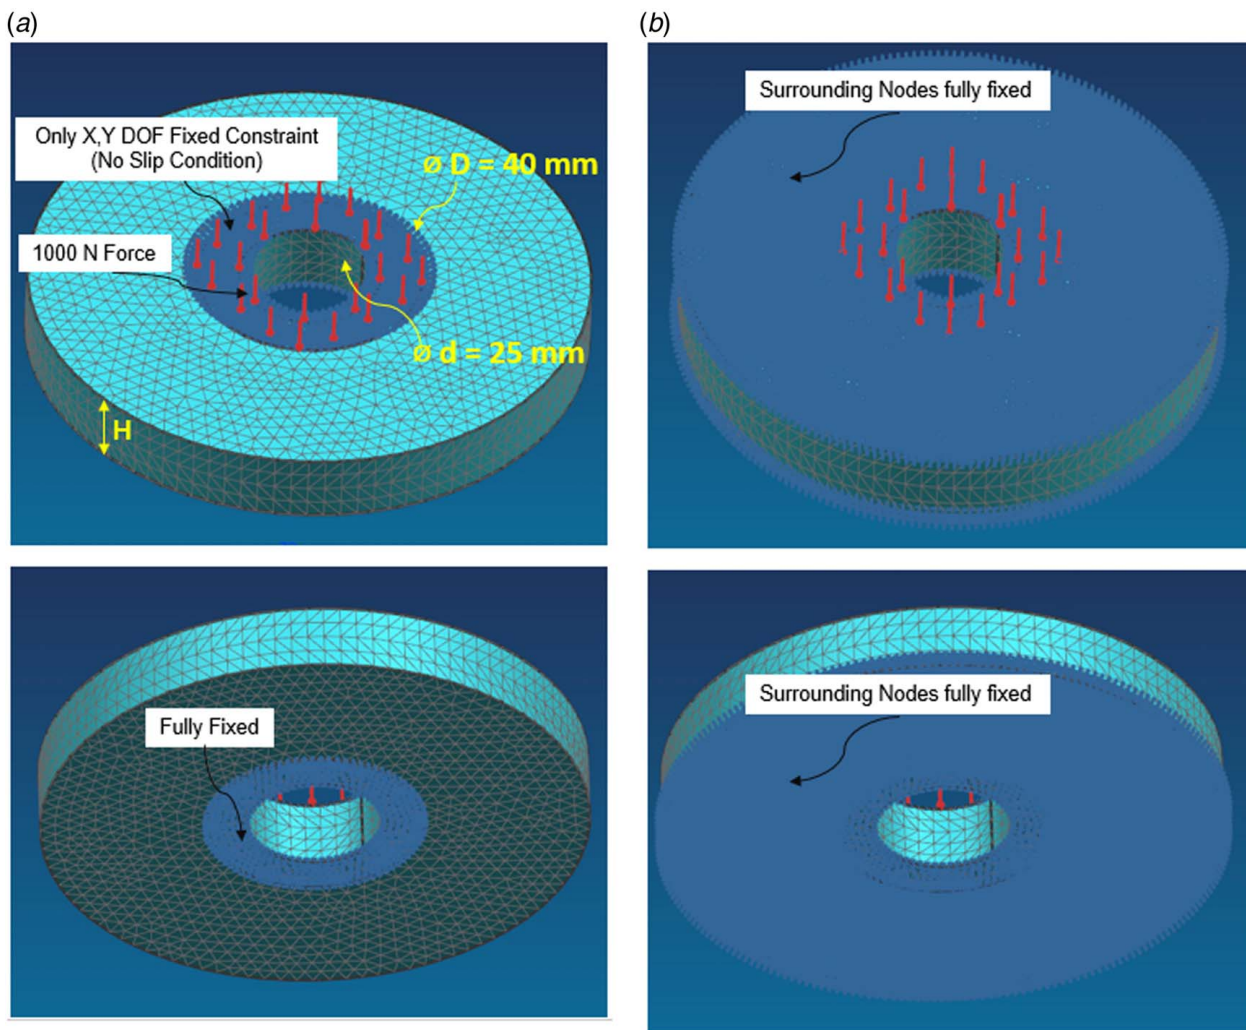 (a)
(b)
Surrounding Nodes fully fixed
Only X,Y DOF Fixed Constraint
(No Slip Condition)
Ø D = 40 mm
1000 N Force
Ø d = 25 mm
H
Fully Fixed
Surrounding Nodes fully fixed